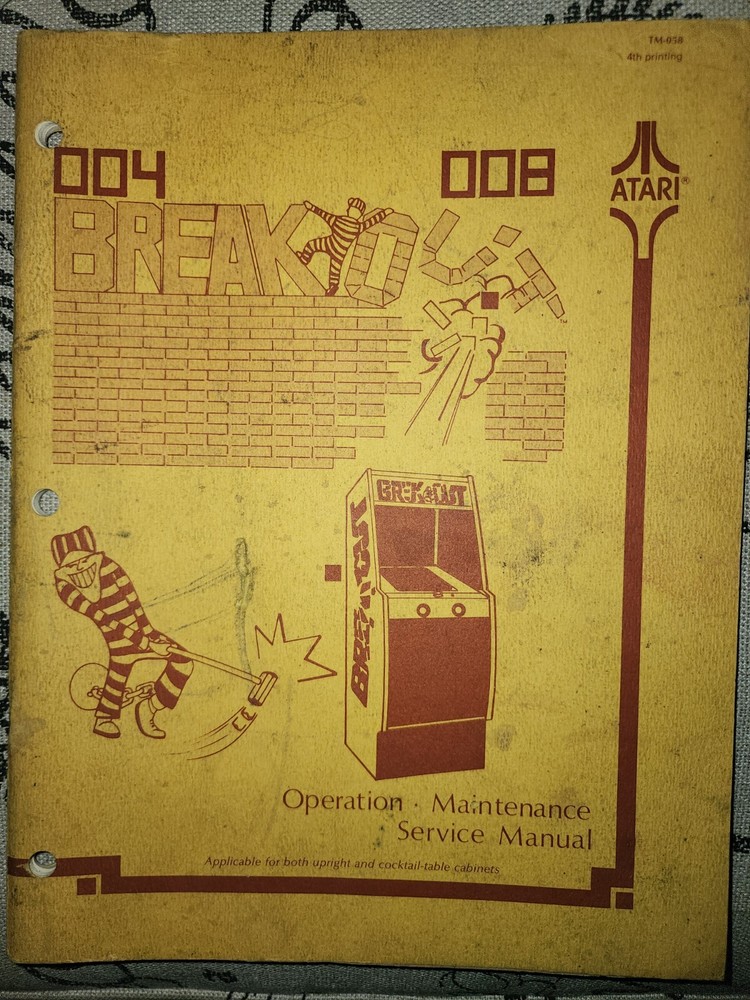 TM-058
4th printing
004 008
ATARI®
BREAKOUT™
BREAKOUT
BREAKOUT
Operation · Maintenance
Service Manual
Applicable for both upright and cocktail-table cabinets